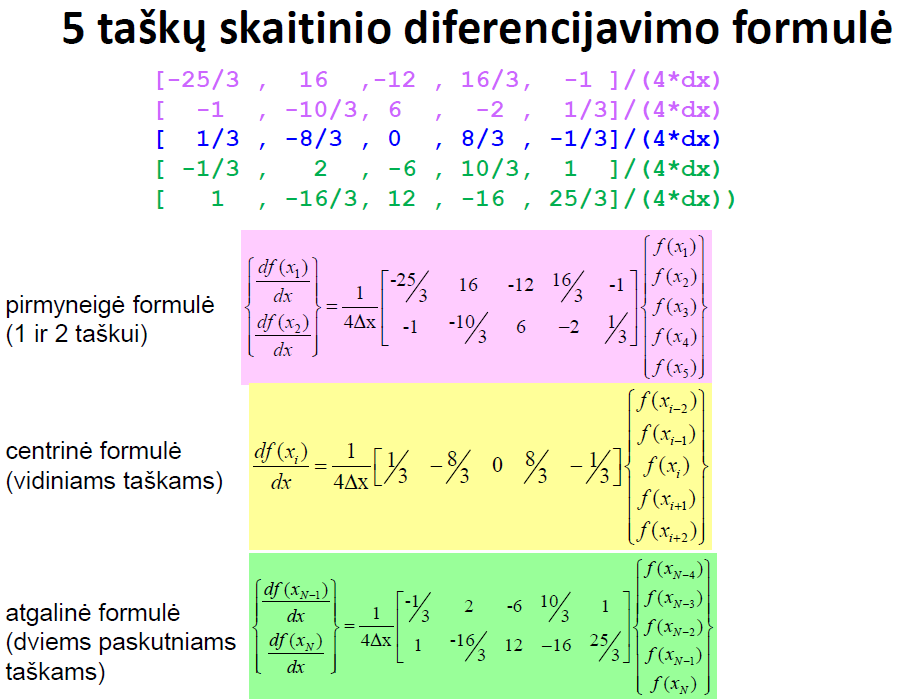 5 taškų skaitinio diferencijavimo formulė
[-25/3 , 16 ,-12 , 16/3, -1 ]/(4*dx)
[ -1 , -10/3, 6 , -2 , 1/3]/(4*dx)
[ 1/3 , -8/3 , 0 , 8/3 , -1/3]/(4*dx)
[ -1/3 , 2 , -6 , 10/3, 1 ]/(4*dx)
[ 1 , -16/3, 12 , -16 , 25/3]/(4*dx))
pirmyneigė formulė
(1 ir 2 taškui)
{df(x₁)/dx df(x₂)/dx} = 1/4Δx [-25/3 16 -12 16/3 -1
-1 -10/3 6 −2 1/3] {f(x₁)
f(x₂)
f(x₃)
f(x₄)
f(x₅)}
centrinė formulė
(vidiniams taškams)
df(xᵢ)/dx = 1/4Δx [1/3 −8/3 0 8/3 −1/3] {f(xᵢ₋₂)
f(xᵢ₋₁)
f(xᵢ)
f(xᵢ₊₁)
f(xᵢ₊₂)}
atgalinė formulė
(dviems paskutniams
taškams)
{df(x_{N−1})/dx df(x_N)/dx} = 1/4Δx [-1/3 2 -6 10/3 1
1 -16/3 12 −16 25/3] {f(x_{N−4})
f(x_{N−3})
f(x_{N−2})
f(x_{N−1})
f(x_N)}